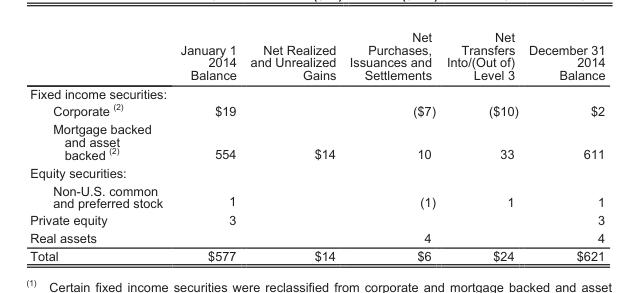 Net Net
January 1 Purchases, Transfers December 31
2014 Net Realized Issuances and Into/(Out of) 2014
Balance and Unrealized Settlements Level 3 Balance
Gains
Fixed income securities:
Corporate (2) $19 ($7) ($10) $2
Mortgage backed
and asset
backed (2) 554 $14 10 33 611
Equity securities:
Non-U.S. common
and preferred stock 1 (1) 1 1
Private equity 3 3
Real assets 4 4
Total $577 $14 $6 $24 $621
(1) Certain fixed income securities were reclassified from corporate and mortgage backed and asset